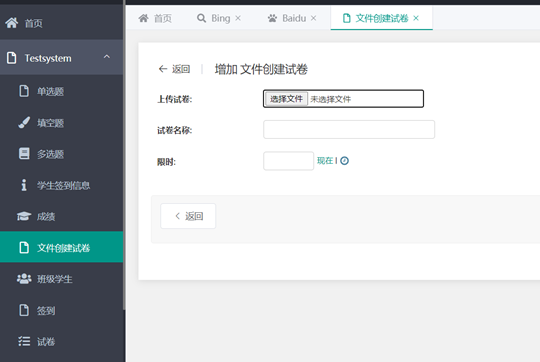 首页
Testsystem
单选题
填空题
多选题
学生签到信息
成绩
文件创建试卷
班级学生
签到
试卷
首页 Bing × Baidu × 文件创建试卷 ×
← 返回 | 增加 文件创建试卷
上传试卷: 选择文件 未选择文件
试卷名称:
限时: 现在 |
返回